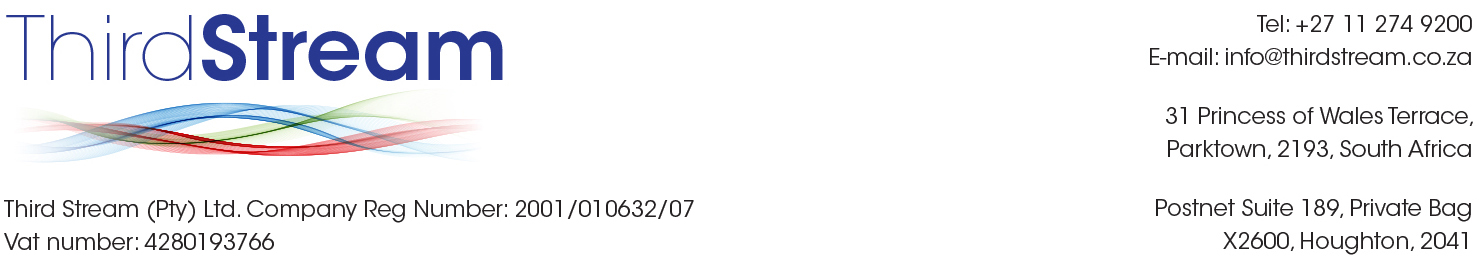 ThirdStream
Tel: +27 11 274 9200
E-mail: info@thirdstream.co.za
31 Princess of Wales Terrace,
Parktown, 2193, South Africa
Third Stream (Pty) Ltd. Company Reg Number: 2001/010632/07
Vat number: 4280193766
Postnet Suite 189, Private Bag
X2600, Houghton, 2041